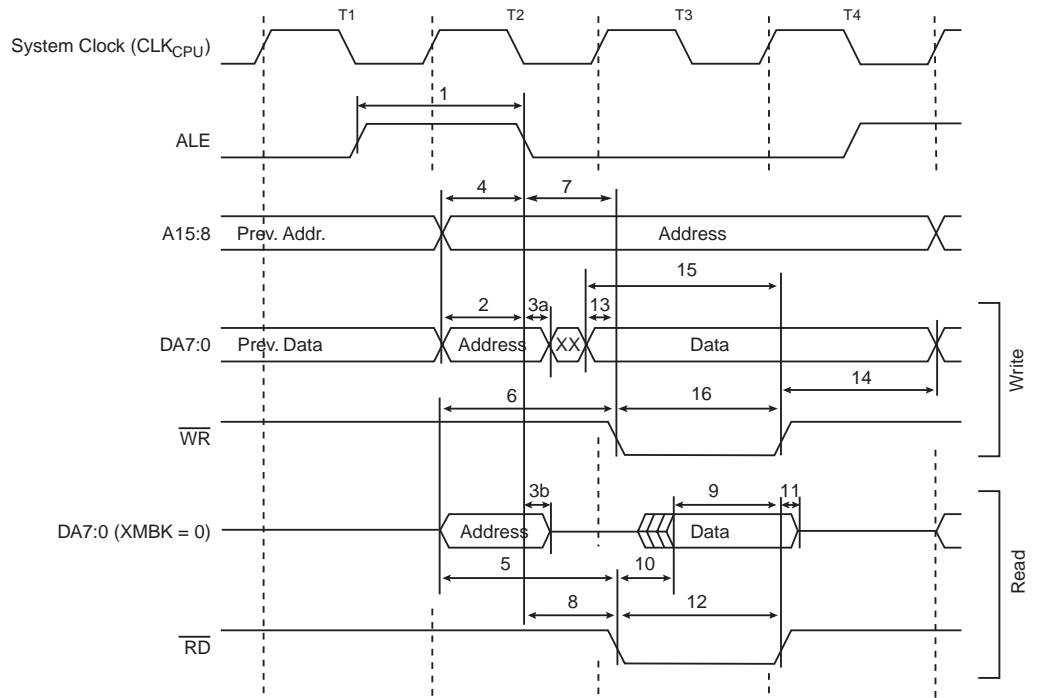 T1 T2 T3 T4
System Clock (CLKCPU)
1
ALE
4 7
A15:8 Prev. Addr. Address
15
2 3a 13
DA7:0 Prev. Data Address XX Data
14
6 16
WR
Write
3b 9 11
DA7:0 (XMBK = 0) Address Data
5 10
8 12
RD
Read